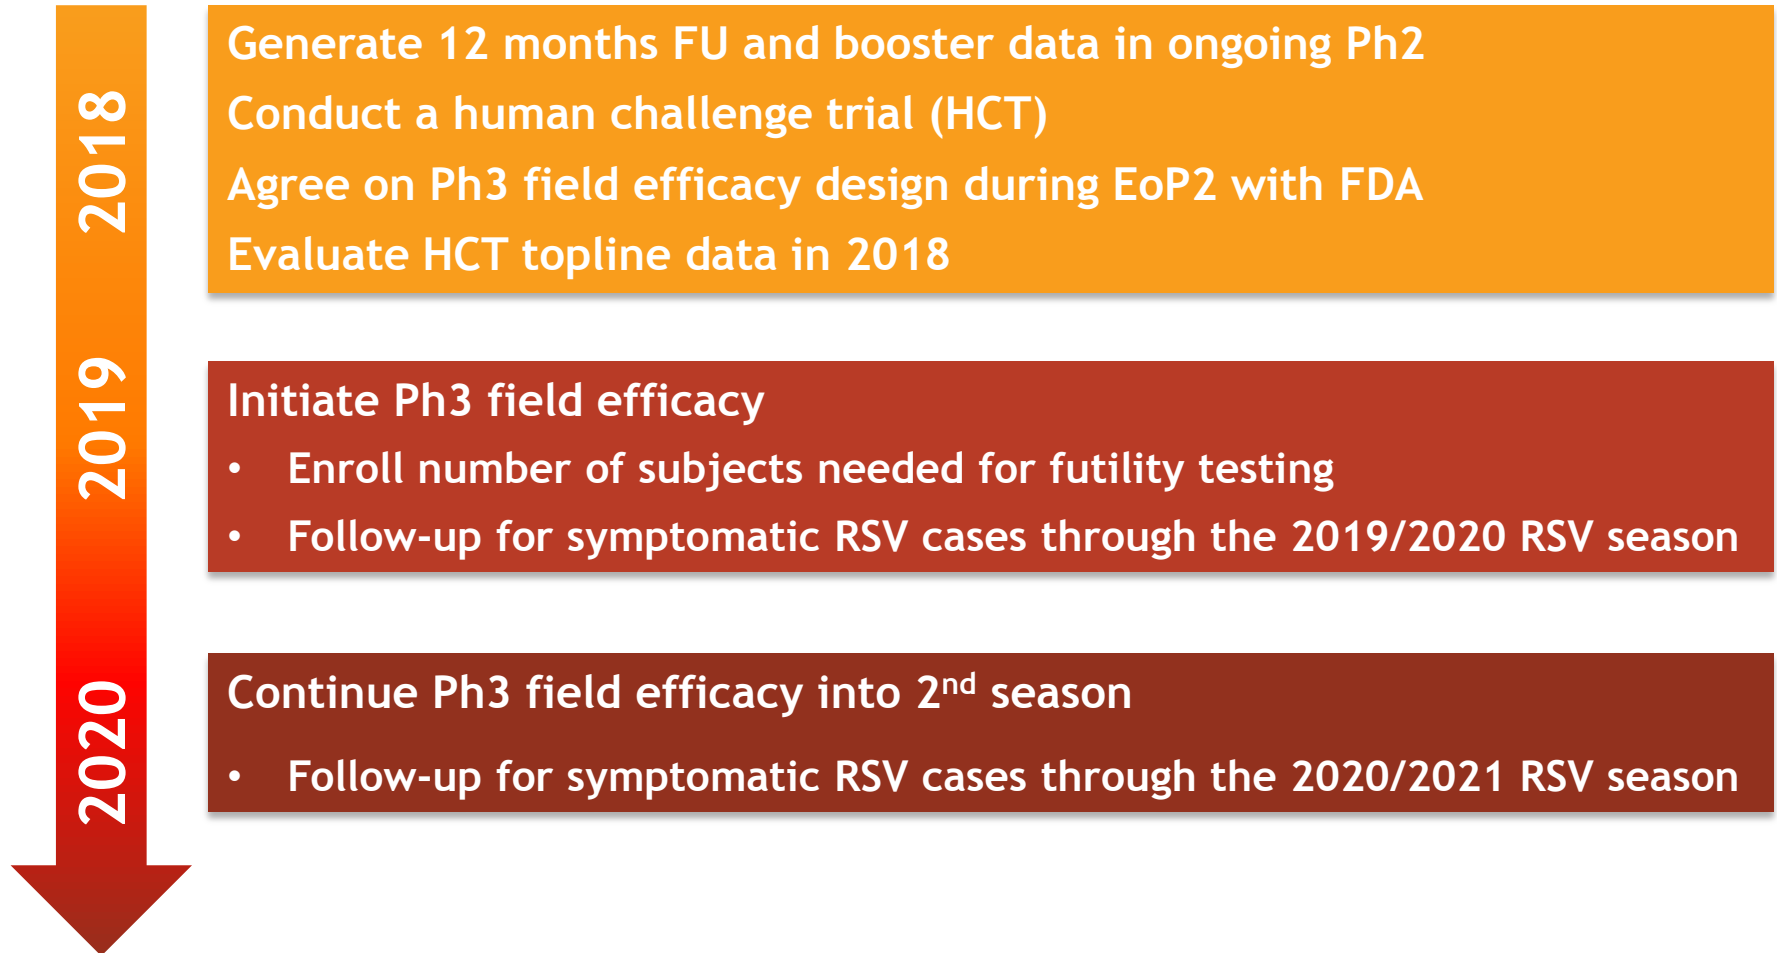 2018
Generate 12 months FU and booster data in ongoing Ph2
Conduct a human challenge trial (HCT)
Agree on Ph3 field efficacy design during EoP2 with FDA
Evaluate HCT topline data in 2018
2019
Initiate Ph3 field efficacy
• Enroll number of subjects needed for futility testing
• Follow-up for symptomatic RSV cases through the 2019/2020 RSV season
2020
Continue Ph3 field efficacy into 2nd season
• Follow-up for symptomatic RSV cases through the 2020/2021 RSV season